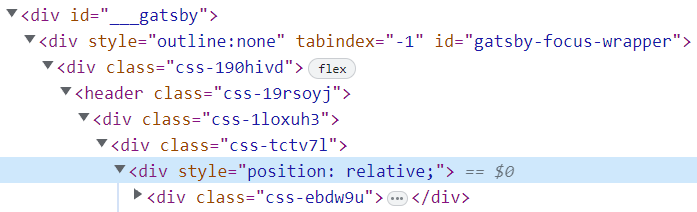 <div id="___gatsby">
<div style="outline:none" tabindex="-1" id="gatsby-focus-wrapper">
<div class="css-190hivd"> flex
<header class="css-19rsoyj">
<div class="css-1loxuh3">
<div class="css-tctv7l">
<div style="position: relative;"> == $0
<div class="css-ebdw9u">…</div>